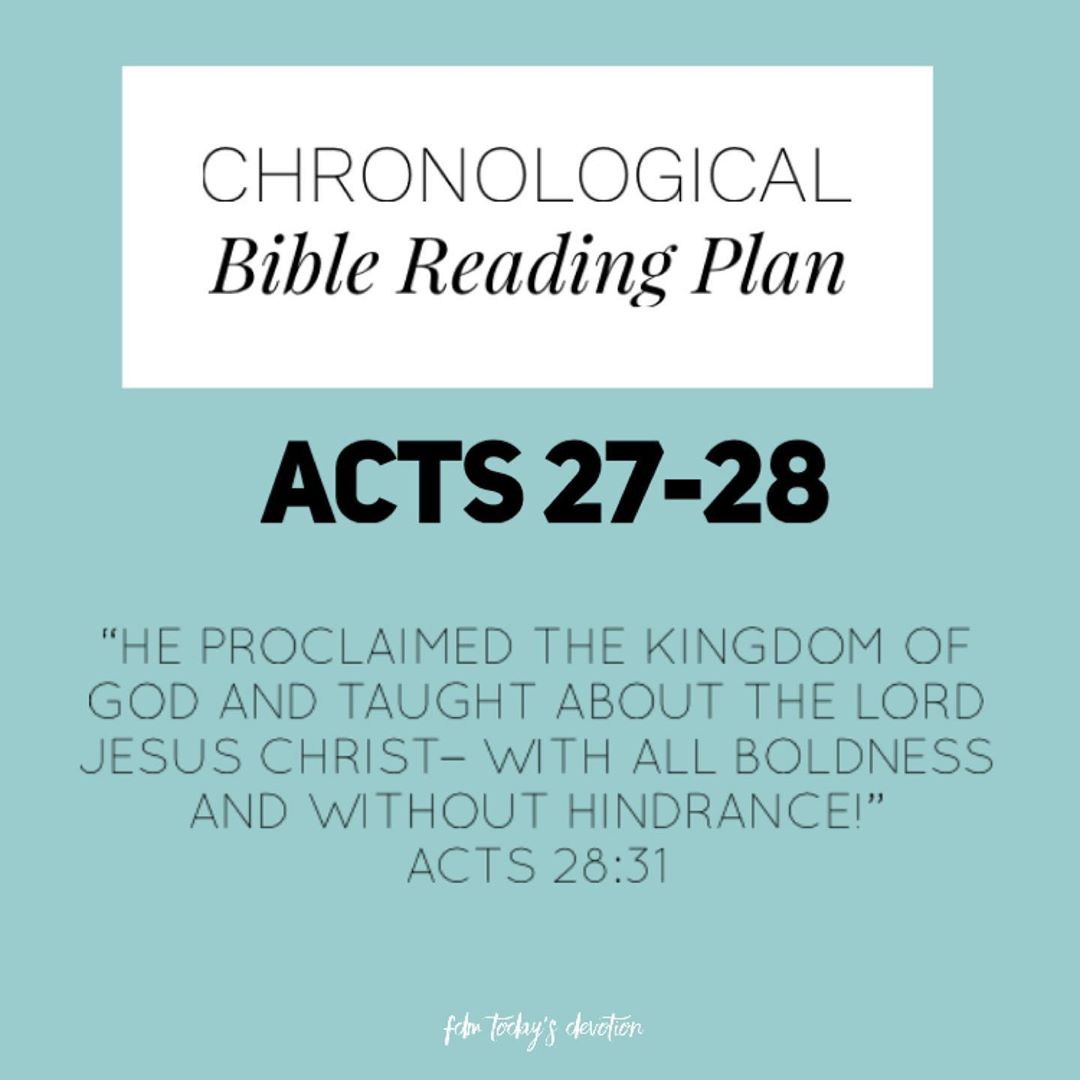 CHRONOLOGICAL
Bible Reading Plan
ACTS 27-28
“HE PROCLAIMED THE KINGDOM OF
GOD AND TAUGHT ABOUT THE LORD
JESUS CHRIST– WITH ALL BOLDNESS
AND WITHOUT HINDRANCE!”
ACTS 28:31
fdm today's devotion